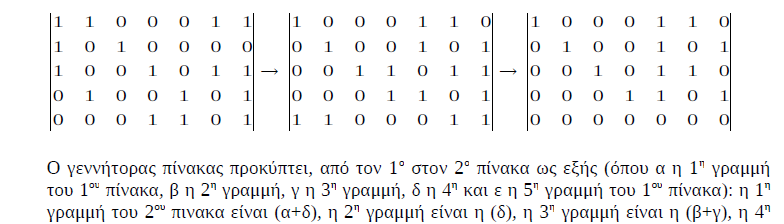 1 1 0 0 0 1 1 1 0 0 0 1 1 0 1 0 0 0 1 1 0
1 0 1 0 0 0 0 0 1 0 0 1 0 1 0 1 0 0 1 0 1
1 0 0 1 0 1 1 → 0 0 1 1 0 1 1 → 0 0 1 0 1 1 0
0 1 0 0 1 0 1 0 0 0 1 1 0 1 0 0 0 1 1 0 1
0 0 0 1 1 0 1 1 1 0 0 0 1 1 0 0 0 0 0 0 0
Ο γεννήτορας πίνακας προκύπτει, από τον 1º στον 2º πίνακα ως εξής (όπου α η 1η γραμμή
του 1ου πίνακα, β η 2η γραμμή, γ η 3η γραμμή, δ η 4η και ε η 5η γραμμή του 1ου πίνακα): η 1η
γραμμή του 2ου πινακα είναι (α+δ), η 2η γραμμή είναι η (δ), η 3η γραμμή είναι η (β+γ), η 4η